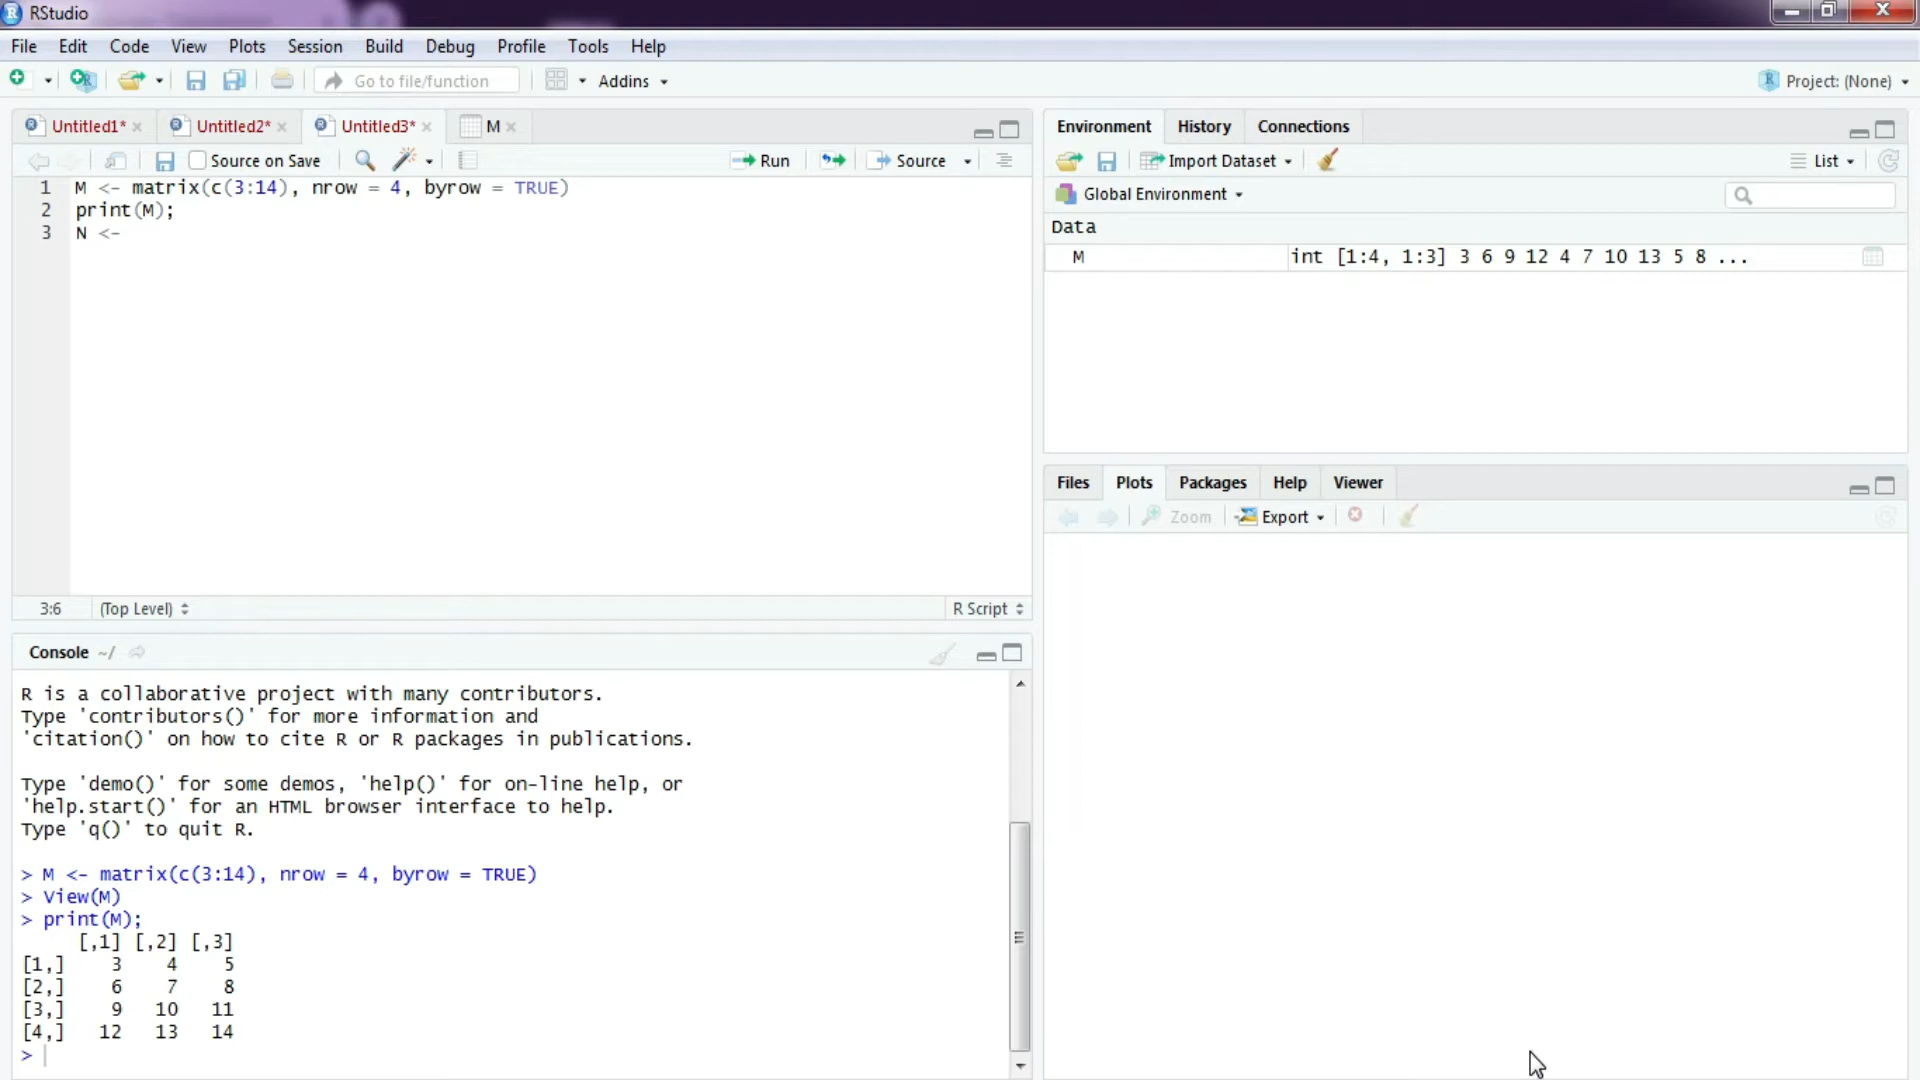 RStudio
File Edit Code View Plots Session Build Debug Profile Tools Help
Go to file/function Addins Project: (None)
Untitled1* Untitled2* Untitled3* M
Source on Save Run Source
1 M <- matrix(c(3:14), nrow = 4, byrow = TRUE)
2 print(M);
3 N <-
3:6 (Top Level) R Script
Console ~/
R is a collaborative project with many contributors.
Type 'contributors()' for more information and
'citation()' on how to cite R or R packages in publications.
Type 'demo()' for some demos, 'help()' for on-line help, or
'help.start()' for an HTML browser interface to help.
Type 'q()' to quit R.
> M <- matrix(c(3:14), nrow = 4, byrow = TRUE)
> View(M)
> print(M);
[,1] [,2] [,3]
[1,] 3 4 5
[2,] 6 7 8
[3,] 9 10 11
[4,] 12 13 14
>
Environment History Connections
Import Dataset List
Global Environment
Data
M int [1:4, 1:3] 3 6 9 12 4 7 10 13 5 8 ...
Files Plots Packages Help Viewer
Zoom Export